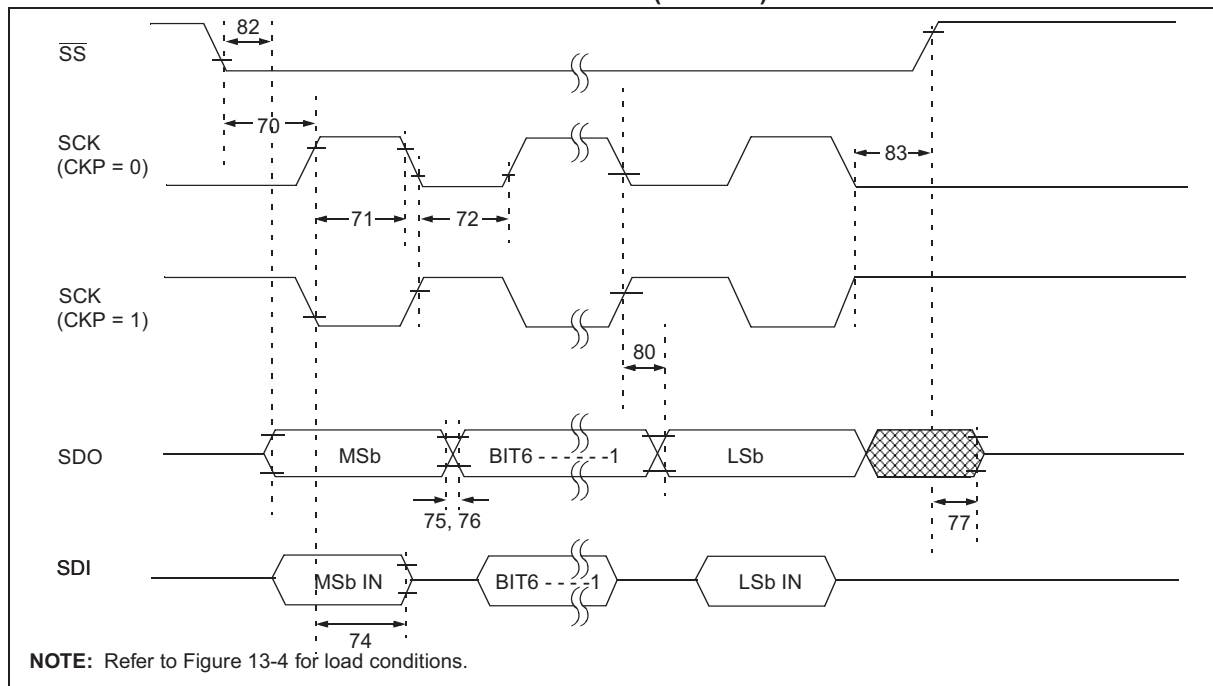 82
SS
70
SCK
(CKP = 0)
83
71
72
SCK
(CKP = 1)
80
SDO
MSb
BIT6 - - - - - - -1
LSb
75, 76
77
SDI
MSb IN
BIT6 - - - -1
LSb IN
74
NOTE: Refer to Figure 13-4 for load conditions.